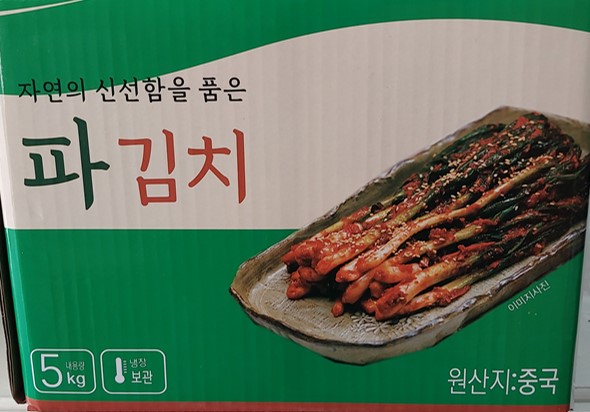 자연의 신선함을 품은
파김치
이미지사진
5kg 내용량
냉장
보관
원산지:중국